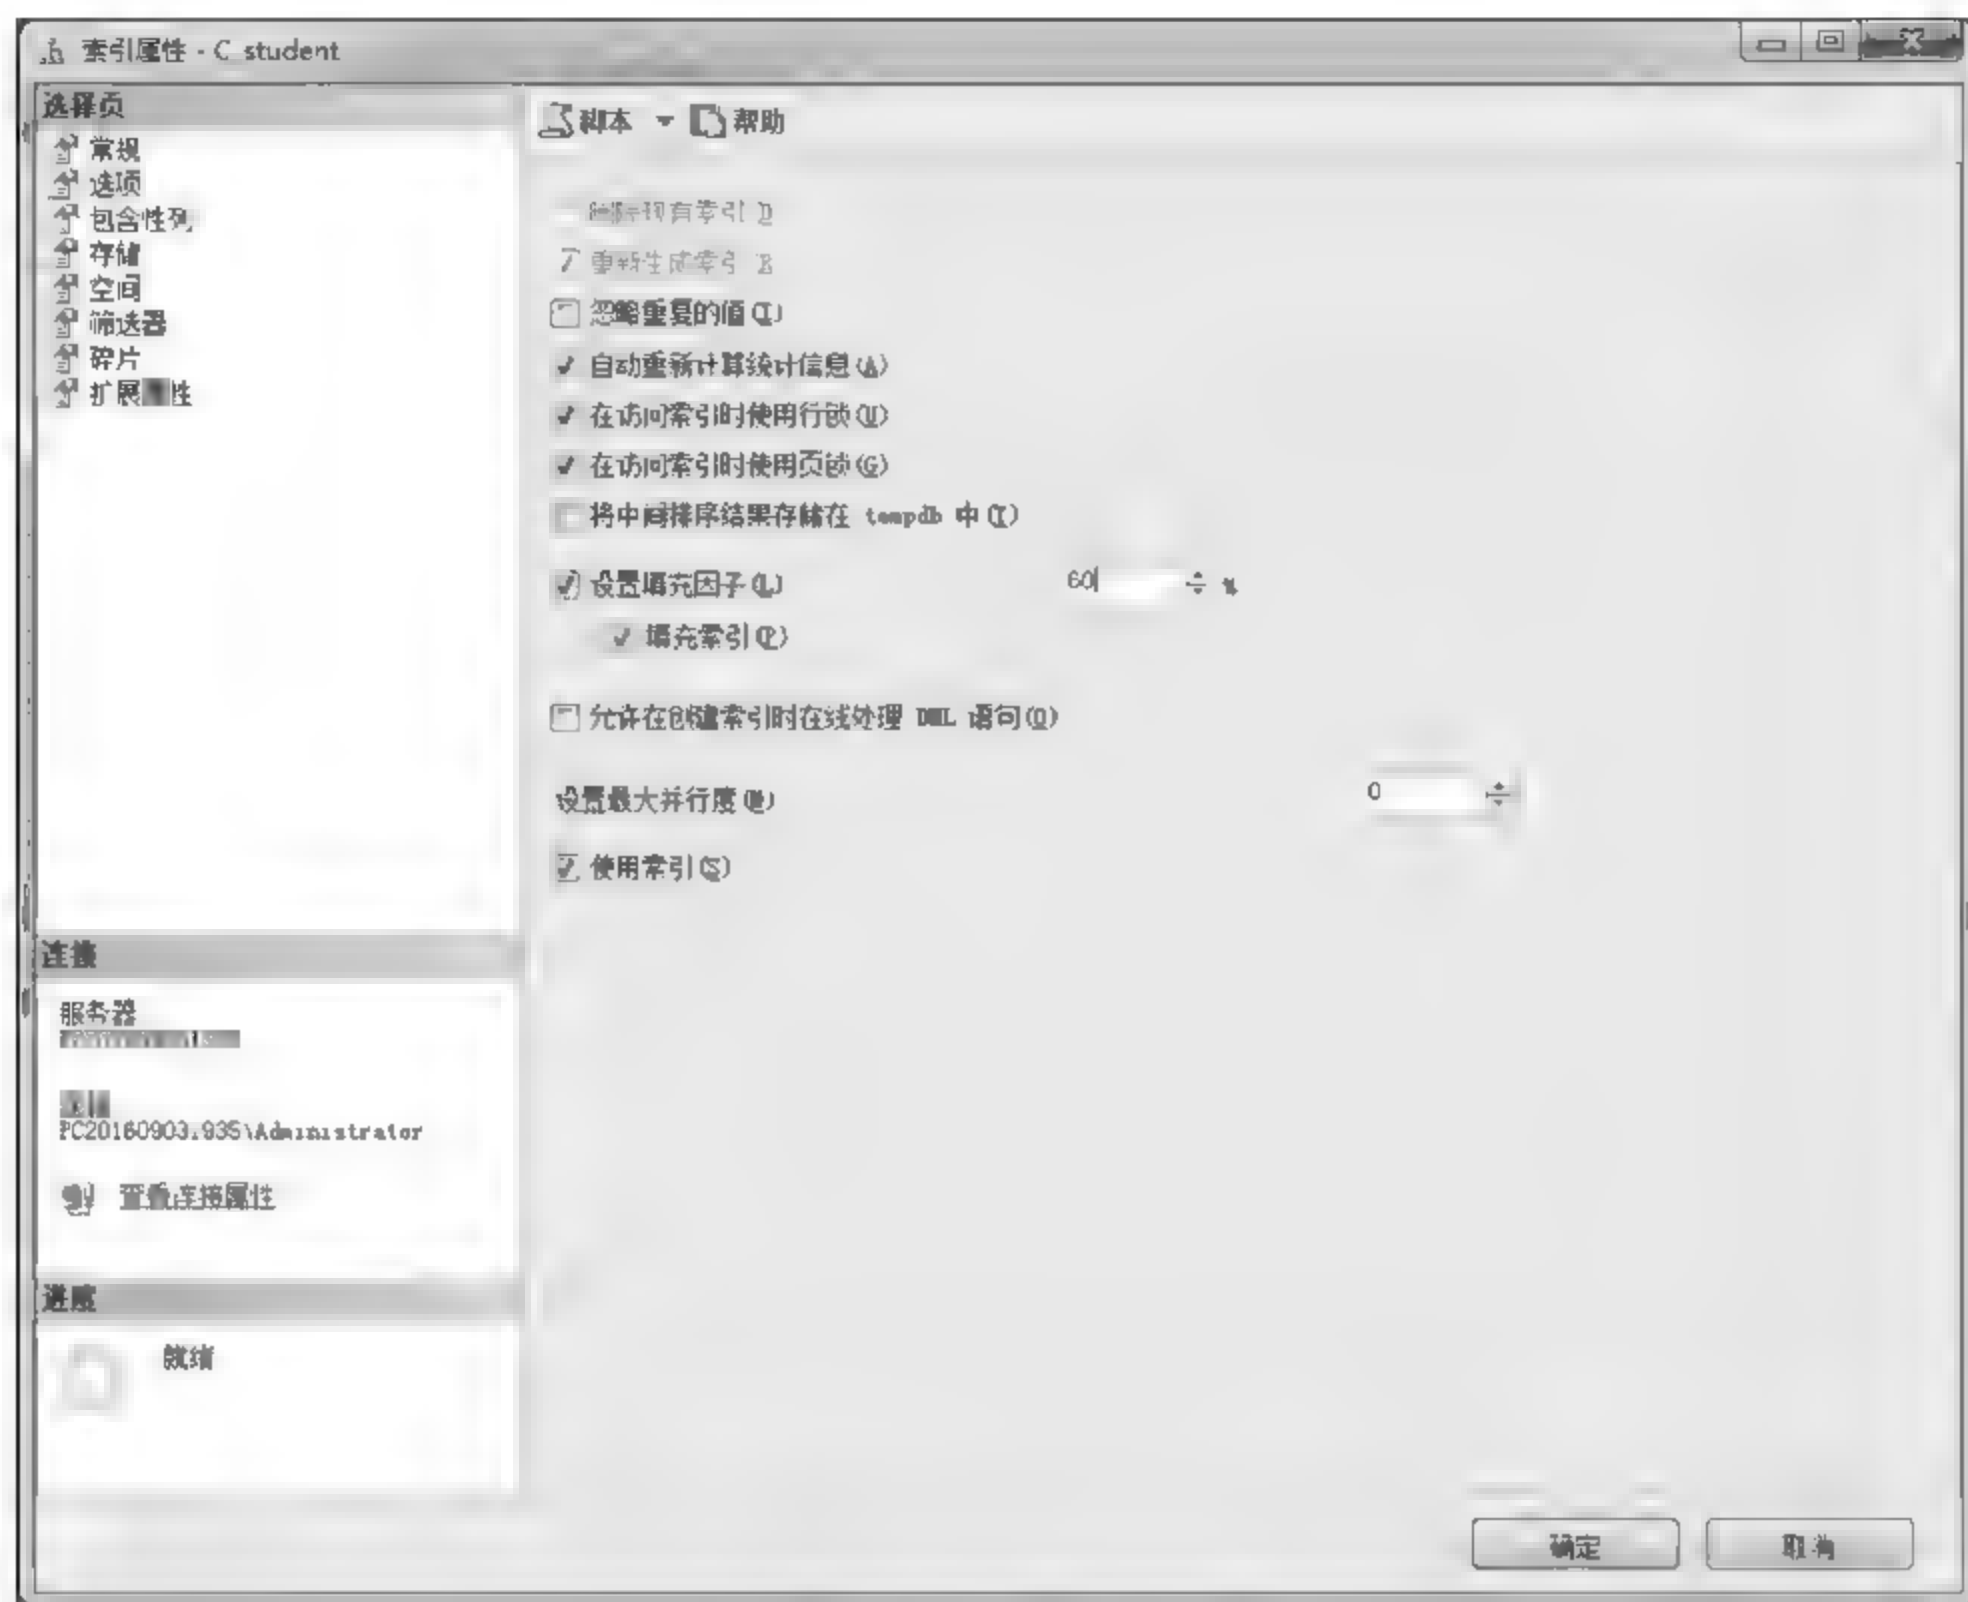 索引属性 - C_student
选择页
常规
选项
包含性列
存储
空间
筛选器
碎片
扩展 性
脚本 帮助
现有索引 D
重新生成索引 R
忽略重复的值(I)
自动重新计算统计信息(A)
在访问索引时使用行锁(U)
在访问索引时使用页锁(G)
将中间排序结果存储在 tempdb 中(T)
设置填充因子(L) 60 %
填充索引(P)
允许在创建索引时在线处理 DML 语句(O)
设置最大并行度(M) 0
使用索引(S)
连接
服务器
PC20160903.935\Administrator
查看连接属性
进度
就绪
确定 取消